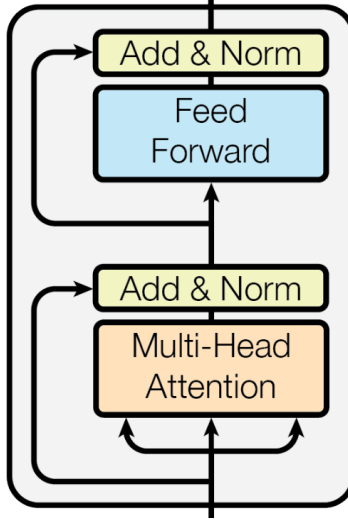 Add & Norm
Feed
Forward
Add & Norm
Multi-Head
Attention